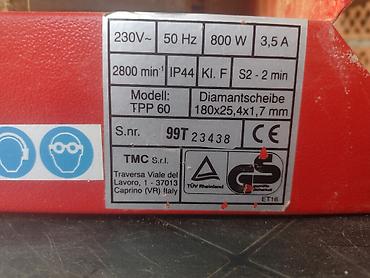 230V~ 50 Hz 800 W 3,5 A
2800 min⁻¹ IP44 Kl. F S2 - 2 min
Modell: TPP 60
Diamantscheibe 180x25,4x1,7 mm
S.nr. 99T 23438 CE
TMC S.r.l.
Traversa Viale del
Lavoro, 1 - 37013
Caprino (VR) Italy
TÜV Rheinland
GS
ET16